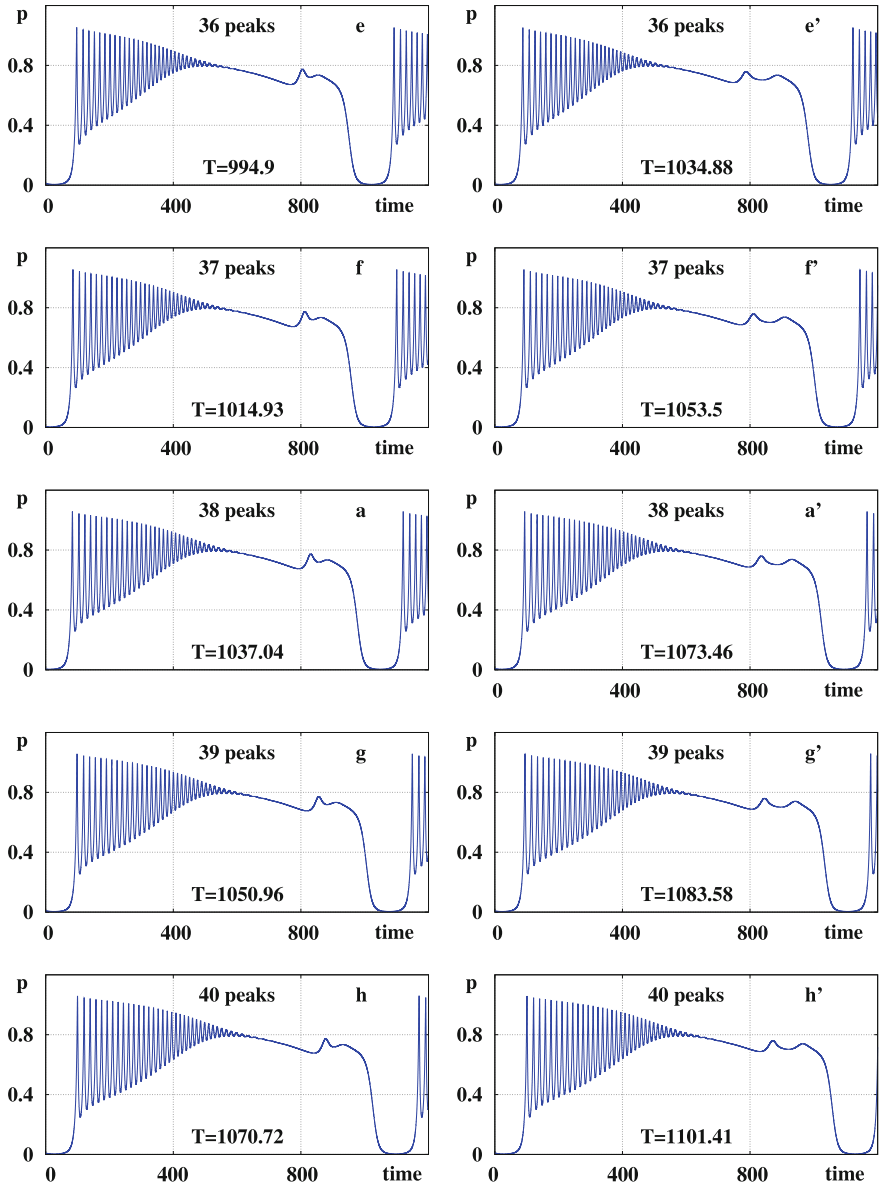 p 36 peaks e
0.8
0.4
T=994.9
0
0 400 800 time
p 36 peaks e’
0.8
0.4
T=1034.88
0
0 400 800 time
p 37 peaks f
0.8
0.4
T=1014.93
0
0 400 800 time
p 37 peaks f’
0.8
0.4
T=1053.5
0
0 400 800 time
p 38 peaks a
0.8
0.4
T=1037.04
0
0 400 800 time
p 38 peaks a’
0.8
0.4
T=1073.46
0
0 400 800 time
p 39 peaks g
0.8
0.4
T=1050.96
0
0 400 800 time
p 39 peaks g’
0.8
0.4
T=1083.58
0
0 400 800 time
p 40 peaks h
0.8
0.4
T=1070.72
0
0 400 800 time
p 40 peaks h’
0.8
0.4
T=1101.41
0
0 400 800 time